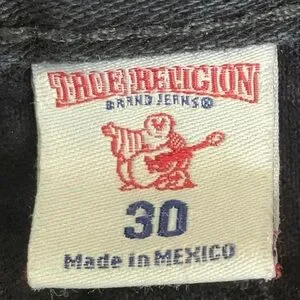 TRUE RELIGION
BRAND JEANS®
30
Made in MEXICO